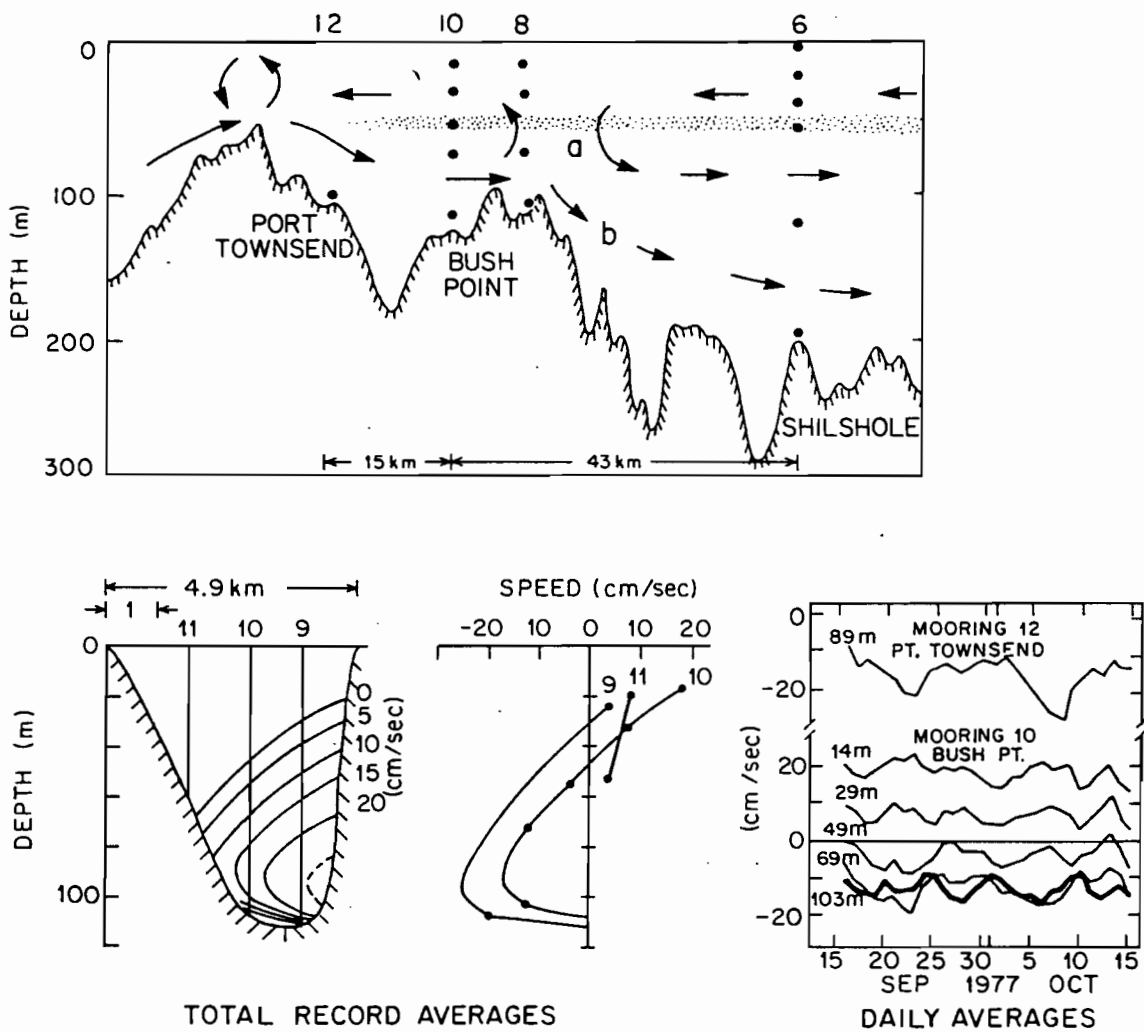 12 10 8 6
0
100
200
300
DEPTH (m)
a
b
PORT
TOWNSEND
BUSH
POINT
SHILSHOLE
15 km
43 km
4.9 km
1
11 10 9
0
100
DEPTH (m)
0
5
10
15
20
(cm/sec)
SPEED (cm/sec)
-20 10 0 10 20
9 11 10
0
-20
20
0
-20
(cm/sec)
MOORING 12
PT. TOWNSEND
89m
MOORING 10
BUSH PT.
14m
29m
49m
69m
103m
15 20 25 30 5 10 15
SEP 1977 OCT
TOTAL RECORD AVERAGES
DAILY AVERAGES